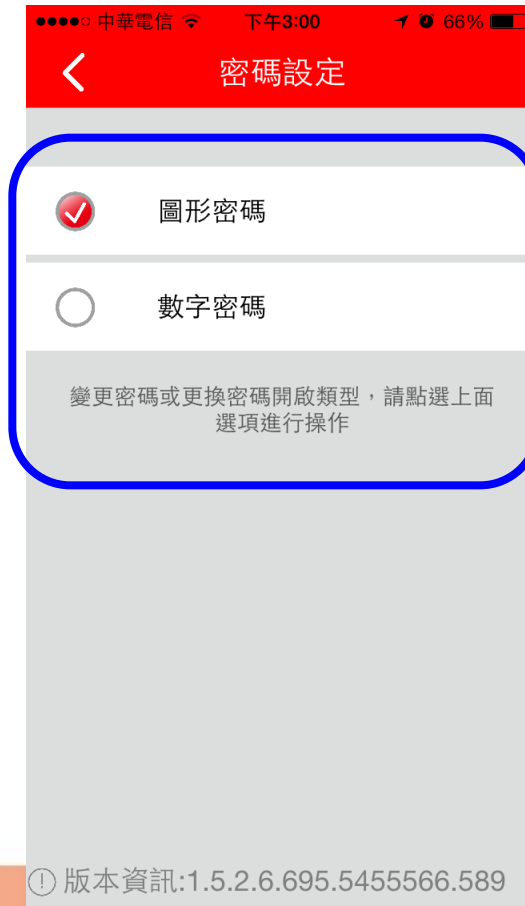 中華電信 下午3:00 66%
密碼設定
圖形密碼
數字密碼
變更密碼或更換密碼開啟類型，請點選上面
選項進行操作
版本資訊:1.5.2.6.695.5455566.589